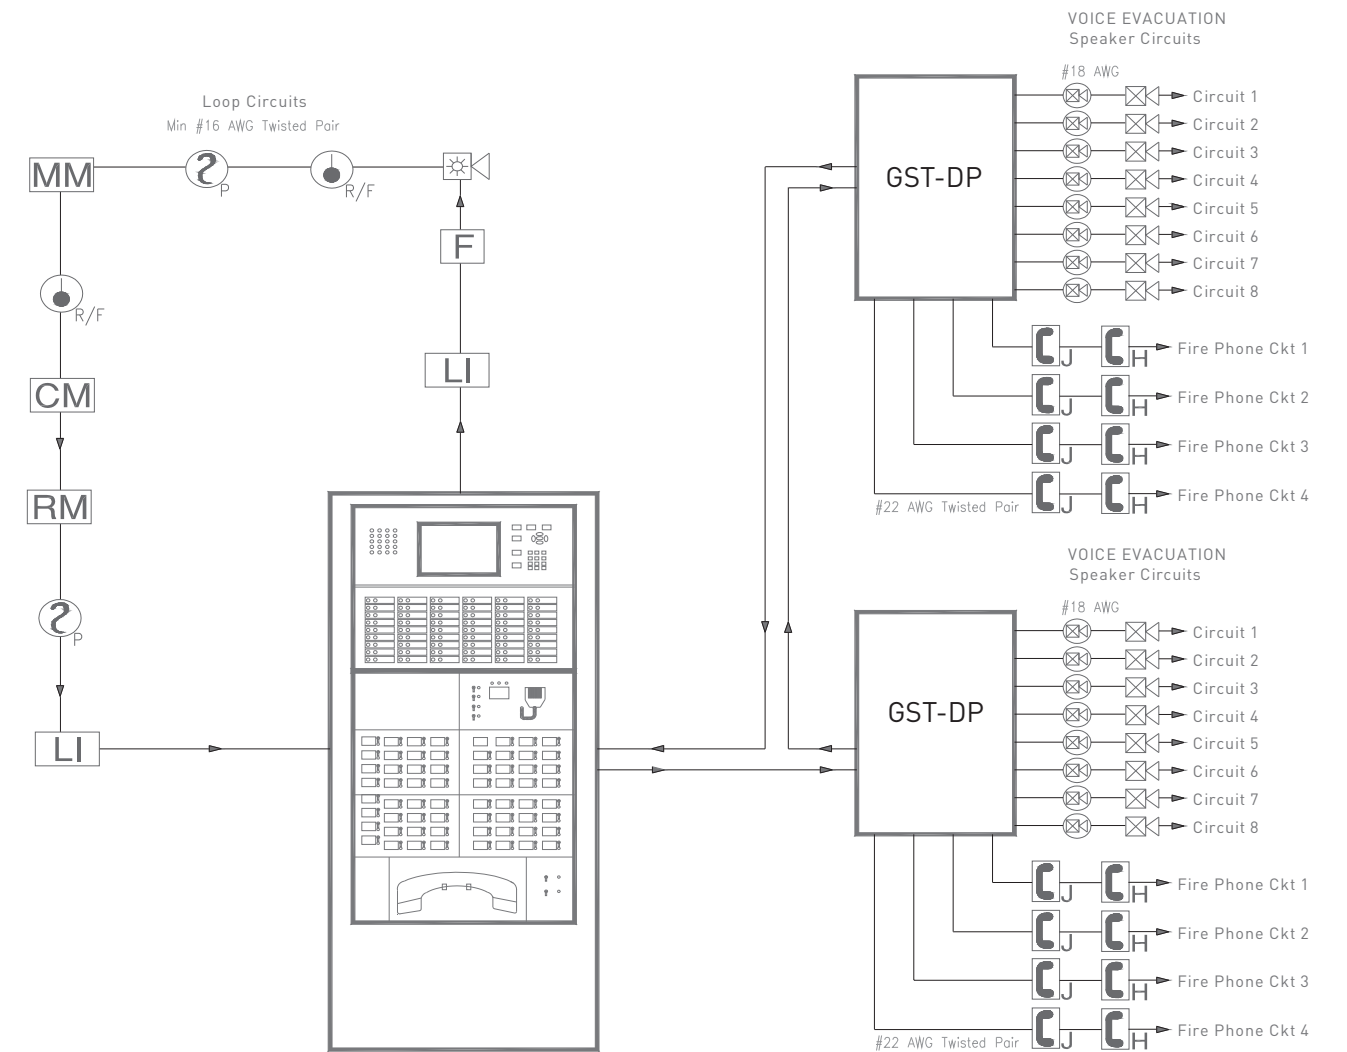 VOICE EVACUATION
Speaker Circuits
#18 AWG
Loop Circuits
Min #16 AWG Twisted Pair
Circuit 1
Circuit 2
Circuit 3
Circuit 4
Circuit 5
Circuit 6
Circuit 7
Circuit 8
GST-DP
MM
P
R/F
F
R/F
LI
CM
RM
P
LI
J H Fire Phone Ckt 1
J H Fire Phone Ckt 2
J H Fire Phone Ckt 3
J H Fire Phone Ckt 4
#22 AWG Twisted Pair
VOICE EVACUATION
Speaker Circuits
#18 AWG
Circuit 1
Circuit 2
Circuit 3
Circuit 4
Circuit 5
Circuit 6
Circuit 7
Circuit 8
GST-DP
J H Fire Phone Ckt 1
J H Fire Phone Ckt 2
J H Fire Phone Ckt 3
J H Fire Phone Ckt 4
#22 AWG Twisted Pair